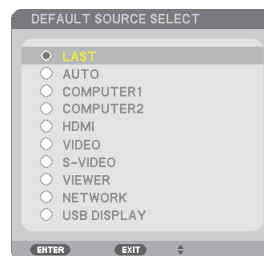 DEFAULT SOURCE SELECT
LAST
AUTO
COMPUTER1
COMPUTER2
HDMI
VIDEO
S-VIDEO
VIEWER
NETWORK
USB DISPLAY
ENTER EXIT